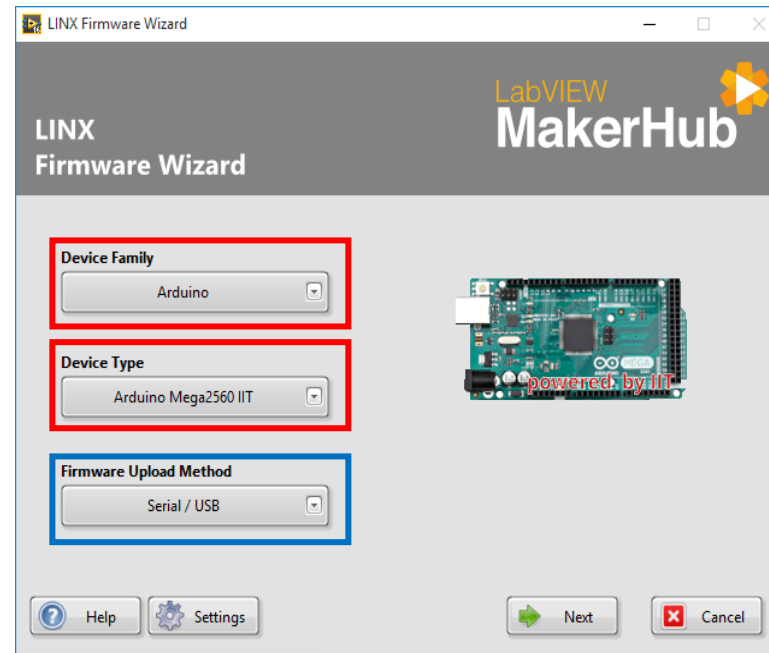 LINX Firmware Wizard
LabVIEW
MakerHub
LINX
Firmware Wizard
Device Family
Arduino
Device Type
Arduino Mega2560 IIT
MEGA
powered by IIT
Firmware Upload Method
Serial / USB
Help
Settings
Next
Cancel